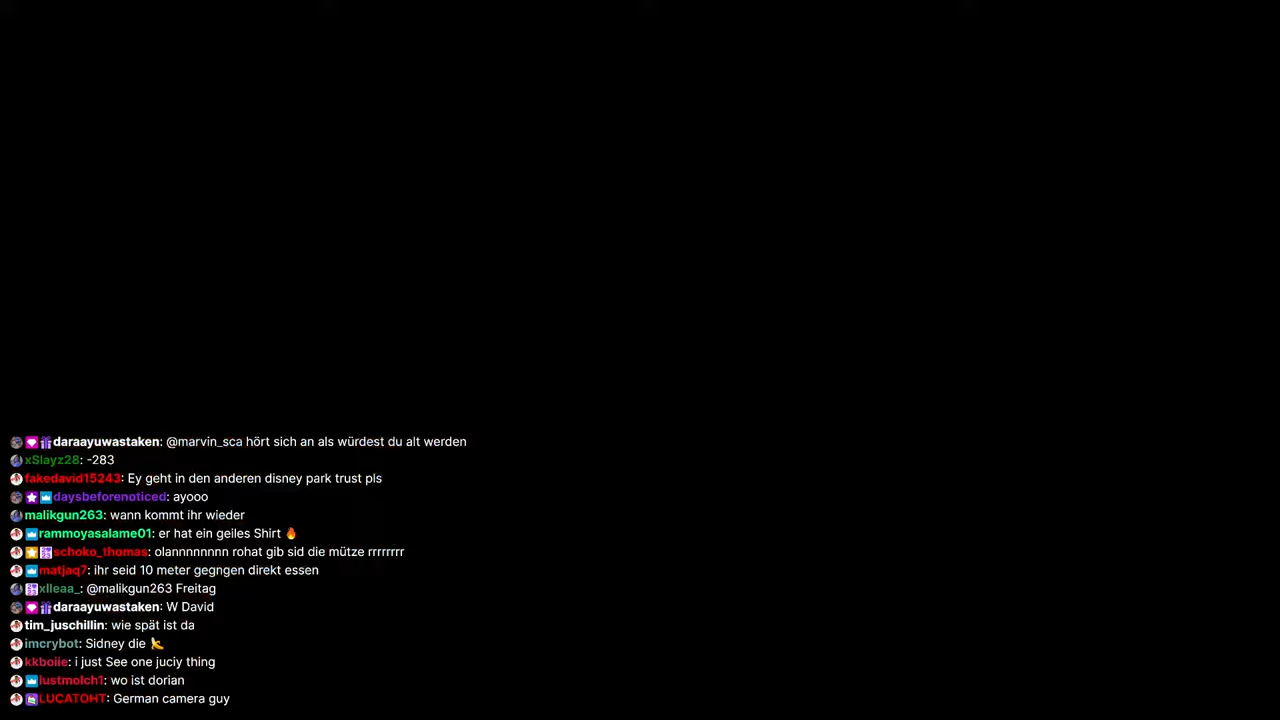 daraayuwastaken: @marvin_sca hört sich an als würdest du alt werden
xSlayz28: -283
fakedavid15243: Ey geht in den anderen disney park trust pls
daysbeforenoticed: ayooo
malikgun263: wann kommt ihr wieder
rammoyasalame01: er hat ein geiles Shirt 🔥
schoko_thomas: olannnnnnnn rohat gib sid die mütze rrrrrrrr
matjaq7: ihr seid 10 meter gegngen direkt essen
xlleaa_: @malikgun263 Freitag
daraayuwastaken: W David
tim_juschillin: wie spät ist da
imcrybot: Sidney die 🍌
kkboiie: i just See one juciy thing
lustmolch1: wo ist dorian
LUCATOHT: German camera guy